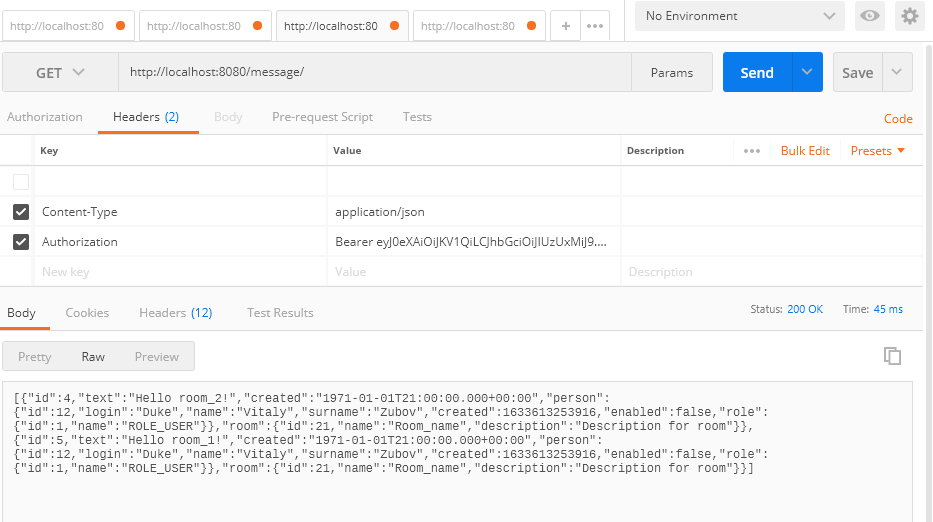 http://localhost:80 http://localhost:80 http://localhost:80 http://localhost:80 + ••• No Environment
GET http://localhost:8080/message/ Params Send Save
Authorization Headers (2) Body Pre-request Script Tests Code
Key Value Description ••• Bulk Edit Presets
Content-Type application/json
Authorization Bearer eyJ0eXAiOiJKV1QiLCJhbGciOiJIUzUxMiJ9....
New key Value Description
Body Cookies Headers (12) Test Results Status: 200 OK Time: 45 ms
Pretty Raw Preview
[{"id":4,"text":"Hello room_2!","created":"1971-01-01T21:00:00.000+00:00","person":
{"id":12,"login":"Duke","name":"Vitaly","surname":"Zubov","created":1633613253916,"enabled":false,"role":
{"id":1,"name":"ROLE_USER"}},"room":{"id":21,"name":"Room_name","description":"Description for room"}},
{"id":5,"text":"Hello room_1!","created":"1971-01-01T21:00:00.000+00:00","person":
{"id":12,"login":"Duke","name":"Vitaly","surname":"Zubov","created":1633613253916,"enabled":false,"role":
{"id":1,"name":"ROLE_USER"}},"room":{"id":21,"name":"Room_name","description":"Description for room"}}]